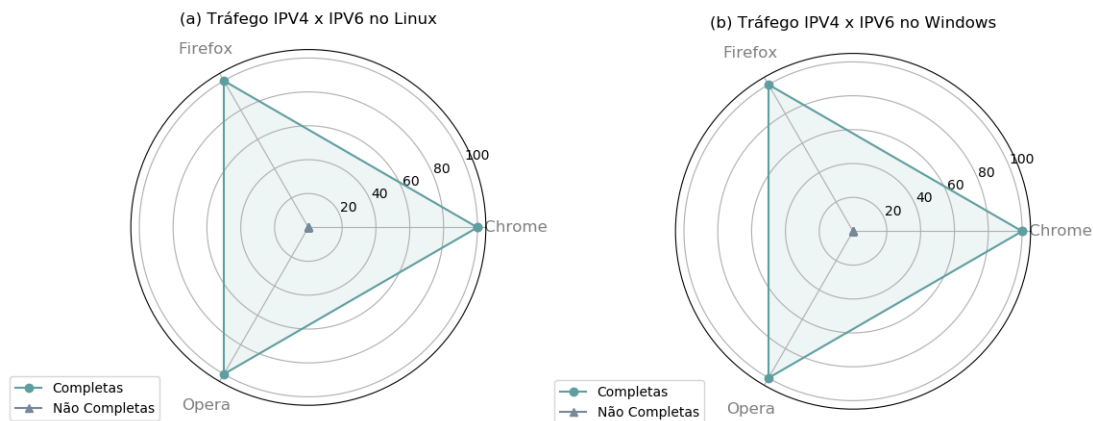 (a) Tráfego IPV4 x IPV6 no Linux
Firefox
100
80
60
40
20
Chrome
Opera
Completas
Não Completas
(b) Tráfego IPV4 x IPV6 no Windows
Firefox
100
80
60
40
20
Chrome
Opera
Completas
Não Completas